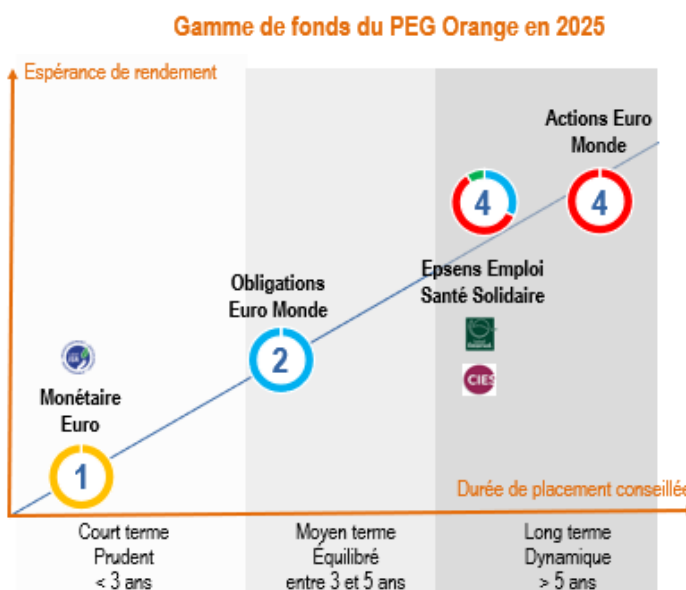 Gamme de fonds du PEG Orange en 2025
Espérance de rendement
Actions Euro
Monde
4
4
Obligations
Euro Monde
Epsens Emploi
Santé Solidaire
2
CIES
Monétaire
Euro
1
Durée de placement conseillée
Court terme
Prudent
< 3 ans
Moyen terme
Équilibré
entre 3 et 5 ans
Long terme
Dynamique
> 5 ans